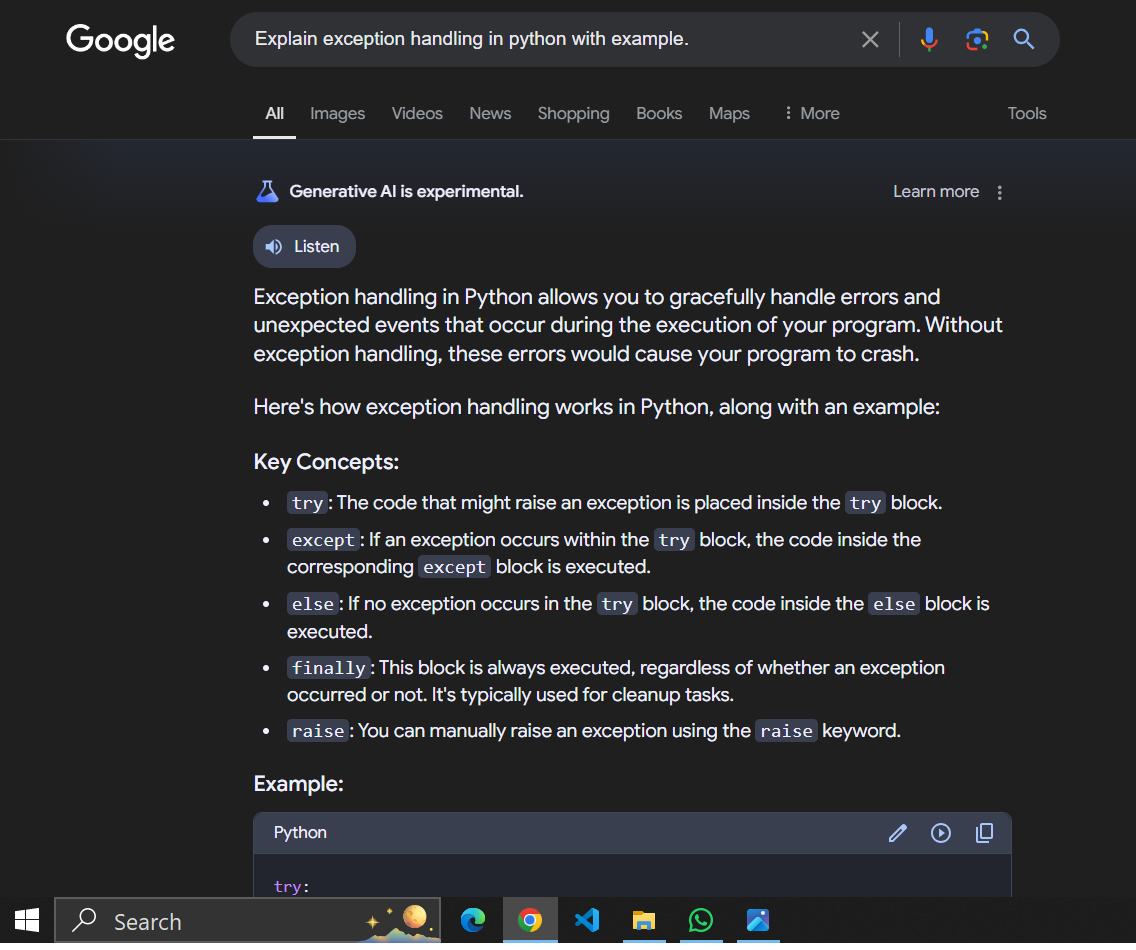 Google
Explain exception handling in python with example.
All Images Videos News Shopping Books Maps More Tools
Generative AI is experimental. Learn more
Listen
Exception handling in Python allows you to gracefully handle errors and
unexpected events that occur during the execution of your program. Without
exception handling, these errors would cause your program to crash.
Here's how exception handling works in Python, along with an example:
Key Concepts:
• try: The code that might raise an exception is placed inside the try block.
• except: If an exception occurs within the try block, the code inside the
corresponding except block is executed.
• else: If no exception occurs in the try block, the code inside the else block is
executed.
• finally: This block is always executed, regardless of whether an exception
occurred or not. It's typically used for cleanup tasks.
• raise: You can manually raise an exception using the raise keyword.
Example:
Python
try:
Search